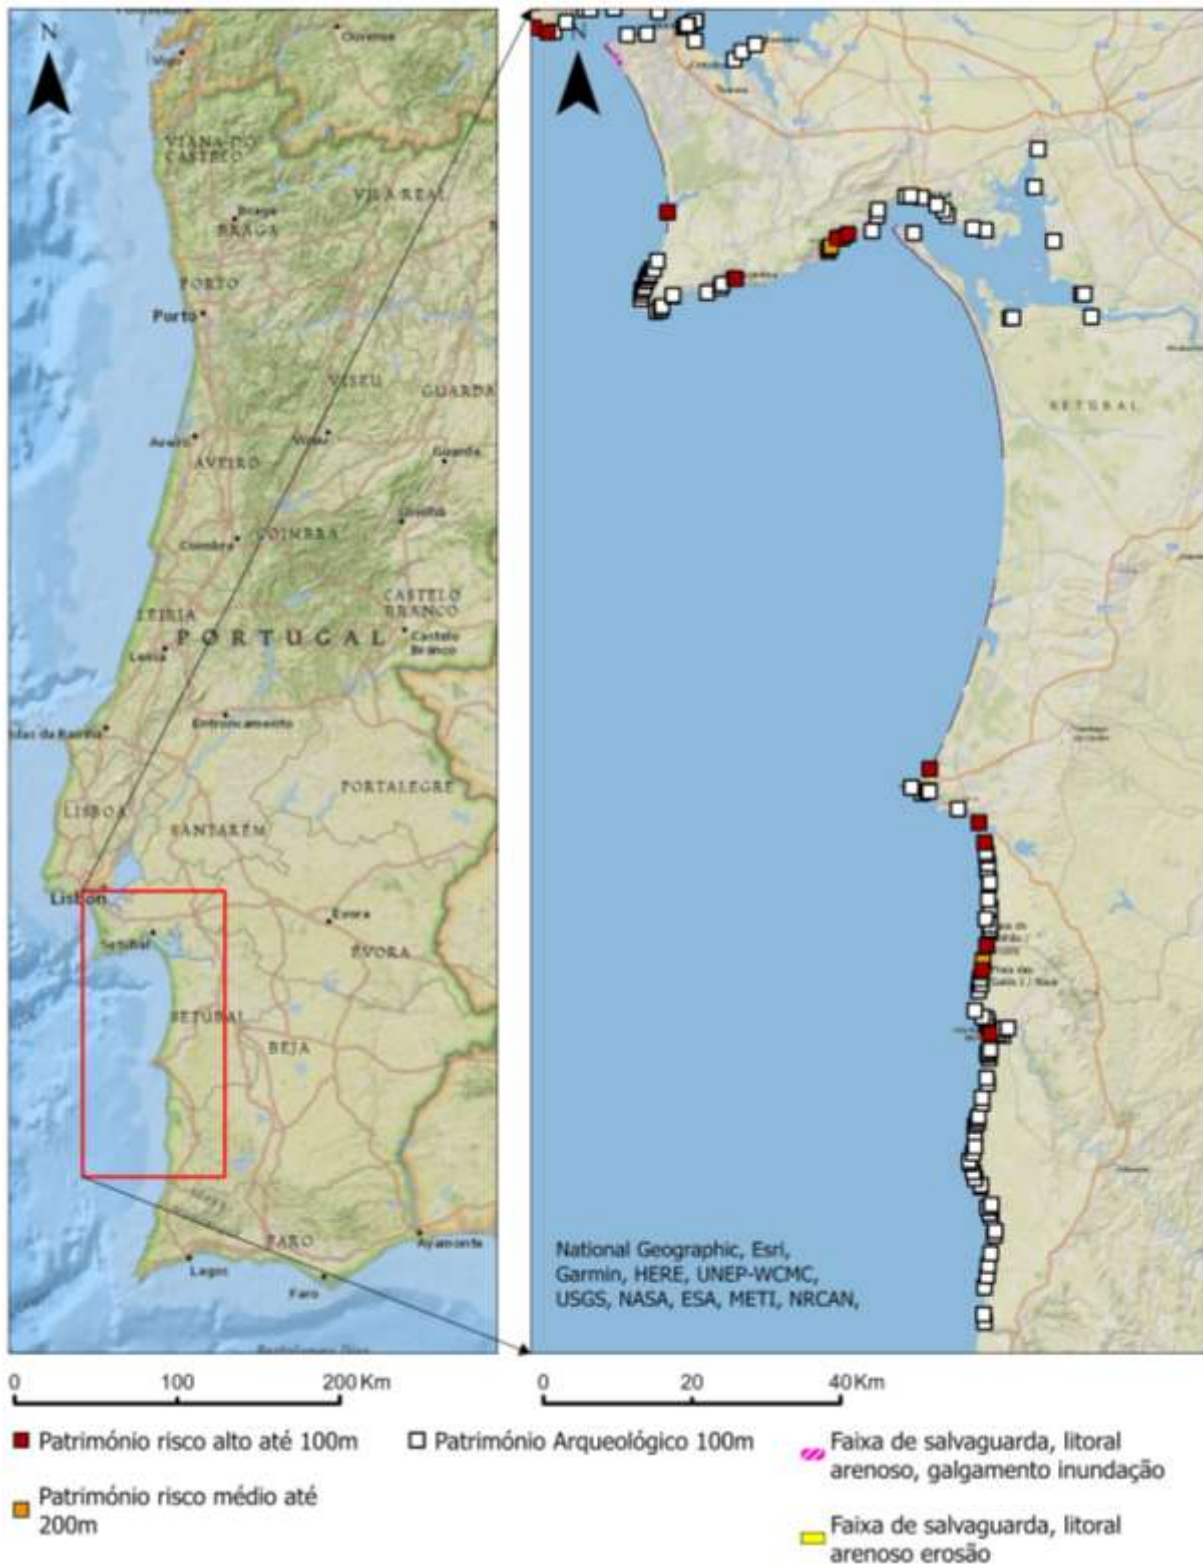 N
N
Ourense
Vigo
VIANA DO
CASTELO
VILA REAL
Braga
BRAGA
PORTO
Porto
VISEU
GUARDA
Aveiro
AVEIRO
Viseu
Guarda
Covilhã
Coimbra
COIMBRA
CASTELO
BRANCO
LEIRIA
Leiria
PORTUGAL
Castelo
Branco
Entroncamento
PORTALEGRE
LISBOA
SANTARÉM
Lisbon
Evora
Setúbal
ÉVORA
SETÚBAL
BEJA
FARO
Ayamonte
Lagos
Faro
SETUBAL
National Geographic, Esri,
Garmin, HERE, UNEP-WCMC,
USGS, NASA, ESA, METI, NRCAN,
0 100 200 Km
0 20 40 Km
Património risco alto até 100m
Património risco médio até
200m
Património Arqueológico 100m
Faixa de salvaguarda, litoral
arenoso, galgamento inundação
Faixa de salvaguarda, litoral
arenoso erosão